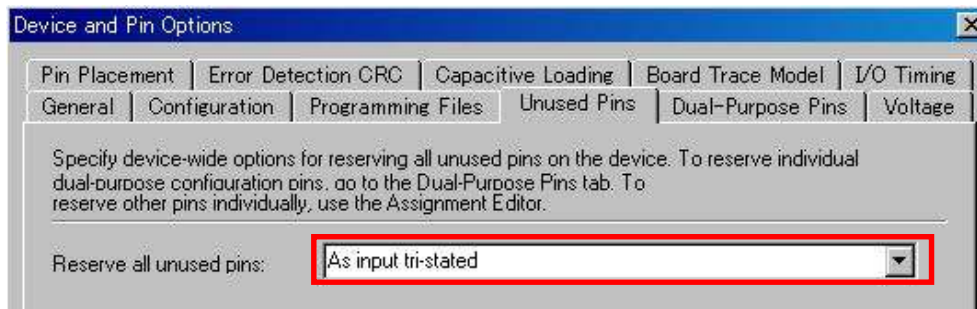 Device and Pin Options
Pin Placement Error Detection CRC Capacitive Loading Board Trace Model I/O Timing
General Configuration Programming Files Unused Pins Dual-Purpose Pins Voltage
Specify device-wide options for reserving all unused pins on the device. To reserve individual
dual-purpose configuration pins, go to the Dual-Purpose Pins tab. To
reserve other pins individually, use the Assignment Editor.
Reserve all unused pins: As input tri-stated